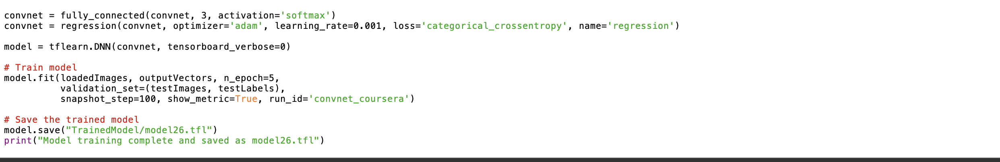 convnet = fully_connected(convnet, 3, activation='softmax')
convnet = regression(convnet, optimizer='adam', learning_rate=0.001, loss='categorical_crossentropy', name='regression')
model = tflearn.DNN(convnet, tensorboard_verbose=0)
# Train model
model.fit(loadedImages, outputVectors, n_epoch=5,
          validation_set=(testImages, testLabels),
          snapshot_step=100, show_metric=True, run_id='convnet_coursera')
# Save the trained model
model.save("TrainedModel/model26.tfl")
print("Model training complete and saved as model26.tfl")